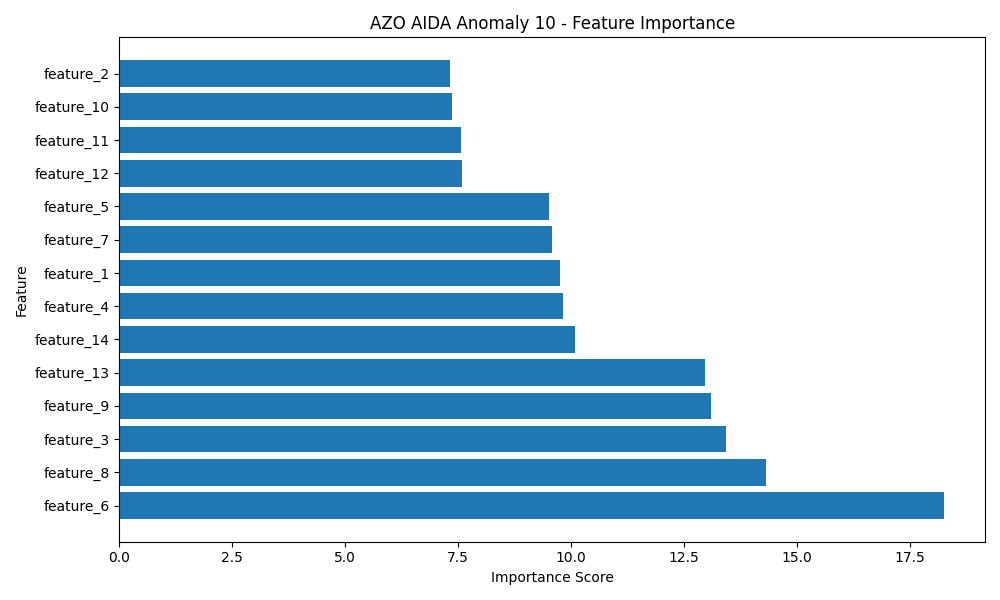 AZO AIDA Anomaly 10 - Feature Importance
Feature
feature_2
feature_10
feature_11
feature_12
feature_5
feature_7
feature_1
feature_4
feature_14
feature_13
feature_9
feature_3
feature_8
feature_6
0.0 2.5 5.0 7.5 10.0 12.5 15.0 17.5
Importance Score